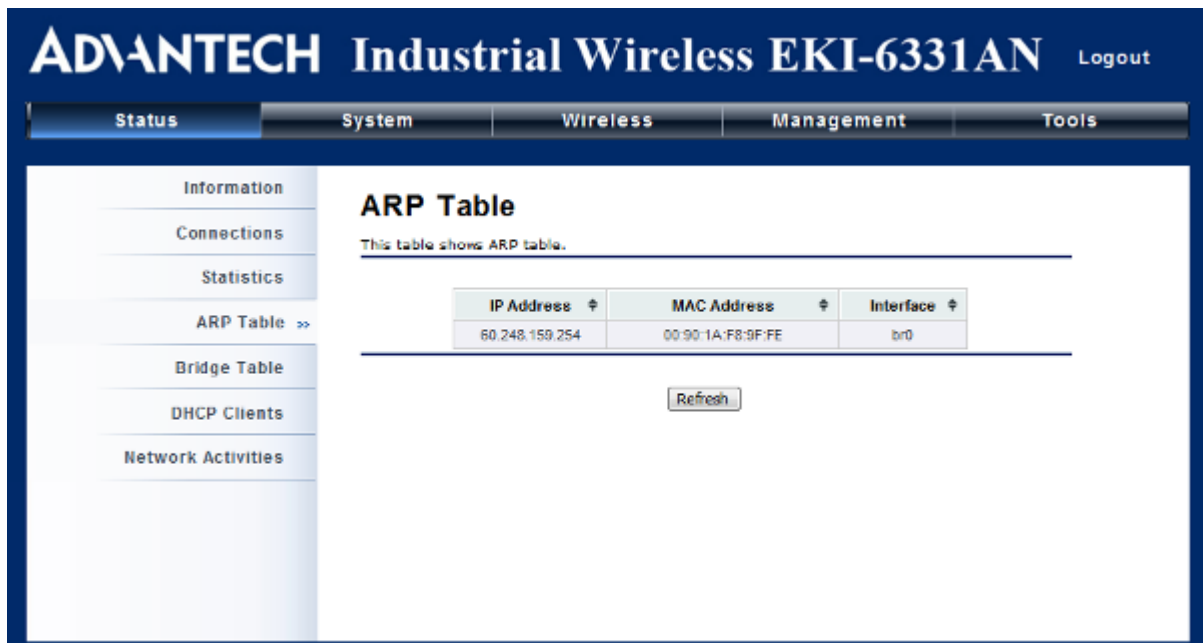 ADVANTECH Industrial Wireless EKI-6331AN Logout
Status System Wireless Management Tools
Information
Connections
Statistics
ARP Table »
Bridge Table
DHCP Clients
Network Activities
ARP Table
This table shows ARP table.
IP Address MAC Address Interface
60.248.159.254 00:90:1A:F8:9F:FE br0
Refresh